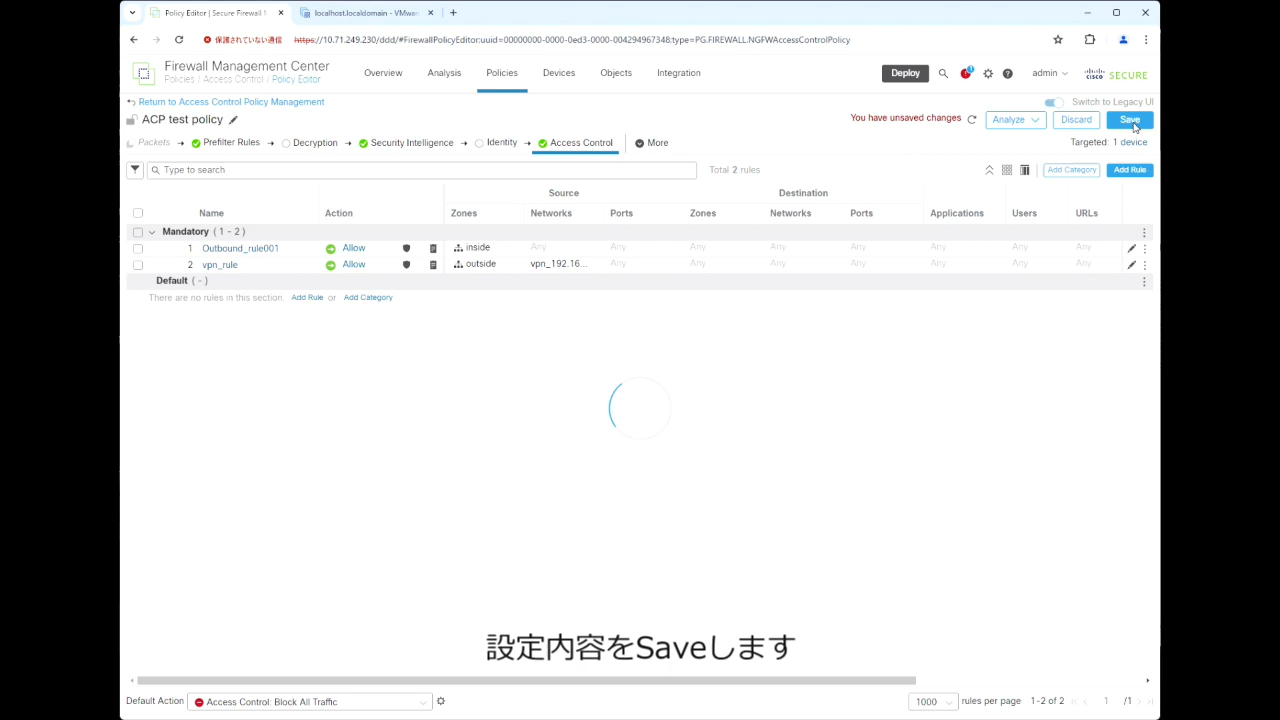 Policy Editor | Secure Firewall
localhost.localdomain - VMwa
保護されていない通信 https://10.71.249.230/ddd/#FirewallPolicyEditor:uuid=00000000-0000-0ed3-0000-004294967348;type=PG.FIREWALL.NGFWAccessControlPolicy
Firewall Management Center
Policies / Access Control / Policy Editor
Overview Analysis Policies Devices Objects Integration Deploy 1 admin cisco SECURE
Return to Access Control Policy Management Switch to Legacy UI
ACP test policy You have unsaved changes Analyze Discard Save
Packets Prefilter Rules Decryption Security Intelligence Identity Access Control More Targeted: 1 device
Type to search Total 2 rules Add Category Add Rule
Source Destination
Name Action Zones Networks Ports Zones Networks Ports Applications Users URLs
Mandatory ( 1 - 2 )
1 Outbound_rule001 Allow inside Any Any Any Any Any Any Any Any
2 vpn_rule Allow outside vpn_192.16... Any Any Any Any Any Any Any
Default ( - )
There are no rules in this section. Add Rule or Add Category
設定内容をSaveします
Default Action Access Control: Block All Traffic 1000 rules per page 1-2 of 2 1 /1